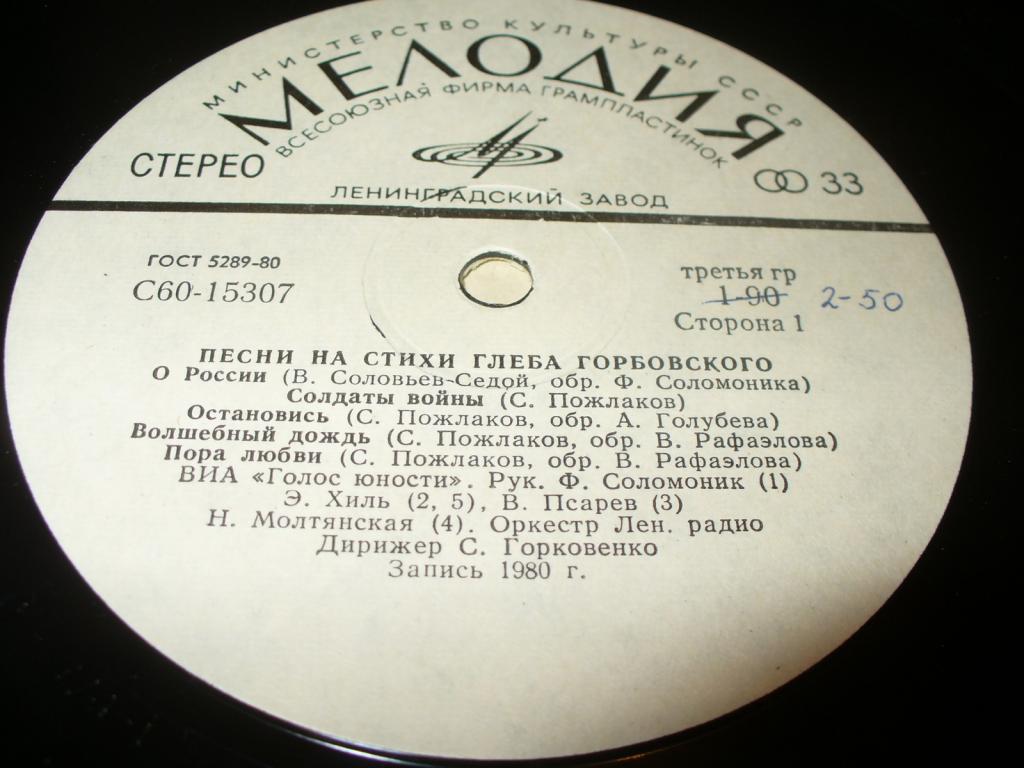 МИНИСТЕРСТВО КУЛЬТУРЫ СССР
МЕЛОДИЯ
ВСЕСОЮЗНАЯ ФИРМА ГРАМПЛАСТИНОК
СТЕРЕО
33
ЛЕНИНГРАДСКИЙ ЗАВОД
ГОСТ 5289-80
С60-15307
третья гр
1-90 2-50
Сторона 1
ПЕСНИ НА СТИХИ ГЛЕБА ГОРБОВСКОГО
О России (В. Соловьев-Седой, обр. Ф. Соломоника)
Солдаты войны (С. Пожлаков)
Остановись (С. Пожлаков, обр. А. Голубева)
Волшебный дождь (С. Пожлаков, обр. В. Рафаэлова)
Пора любви (С. Пожлаков, обр. В. Рафаэлова)
ВИА «Голос юности». Рук. Ф. Соломоник (1)
Э. Хиль (2, 5), В. Псарев (3)
Н. Молтянская (4). Оркестр Лен. радио
Дирижер С. Горковенко
Запись 1980 г.